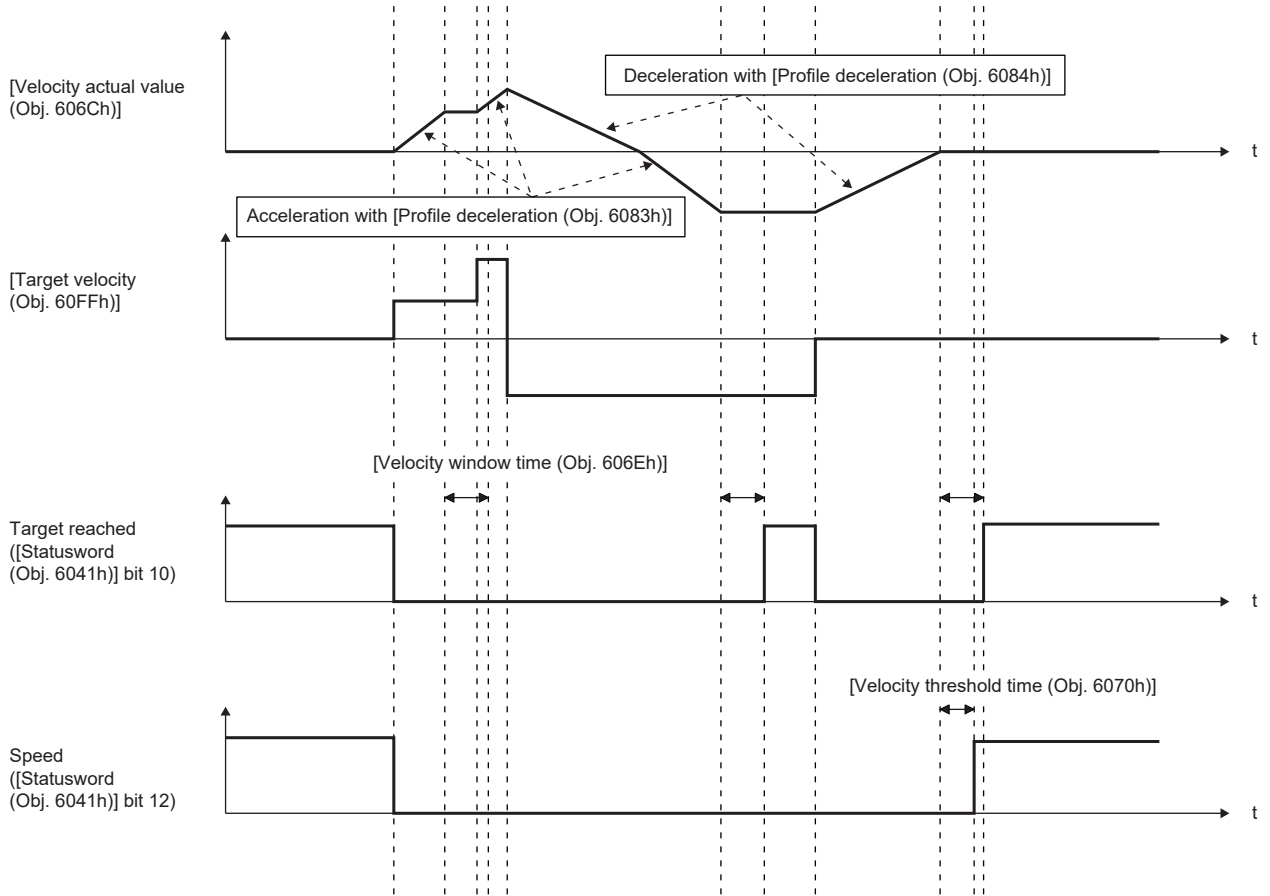 [Velocity actual value
(Obj. 606Ch)]
Deceleration with [Profile deceleration (Obj. 6084h)]
t
Acceleration with [Profile deceleration (Obj. 6083h)]
[Target velocity
(Obj. 60FFh)]
t
[Velocity window time (Obj. 606Eh)]
Target reached
([Statusword
(Obj. 6041h)] bit 10)
t
[Velocity threshold time (Obj. 6070h)]
Speed
([Statusword
(Obj. 6041h)] bit 12)
t